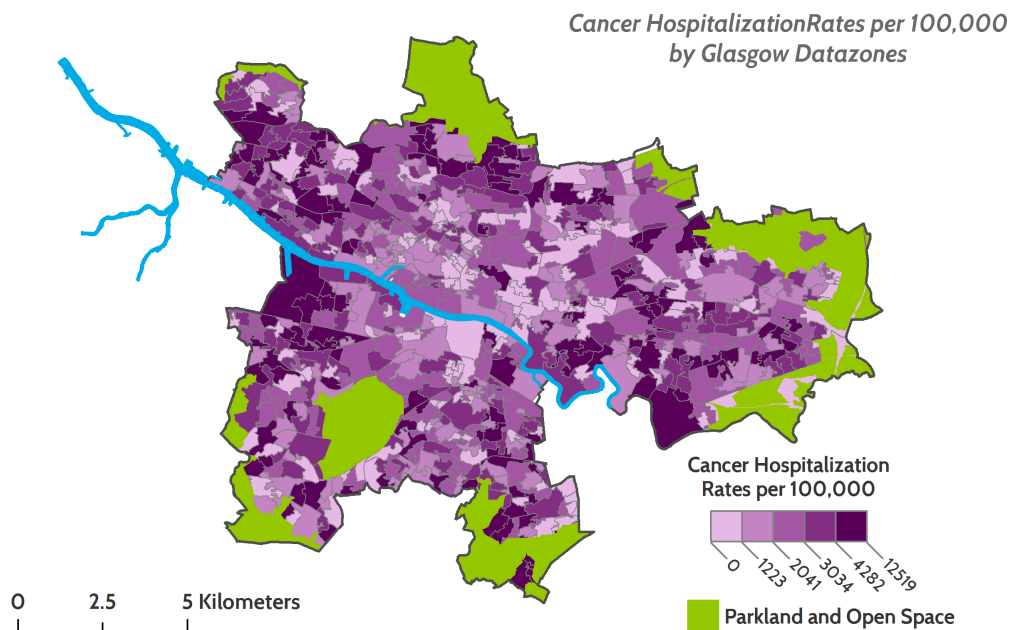 Cancer HospitalizationRates per 100,000
by Glasgow Datazones
Cancer Hospitalization
Rates per 100,000
0
1223
2041
3034
4282
12519
0 2.5 5 Kilometers
Parkland and Open Space